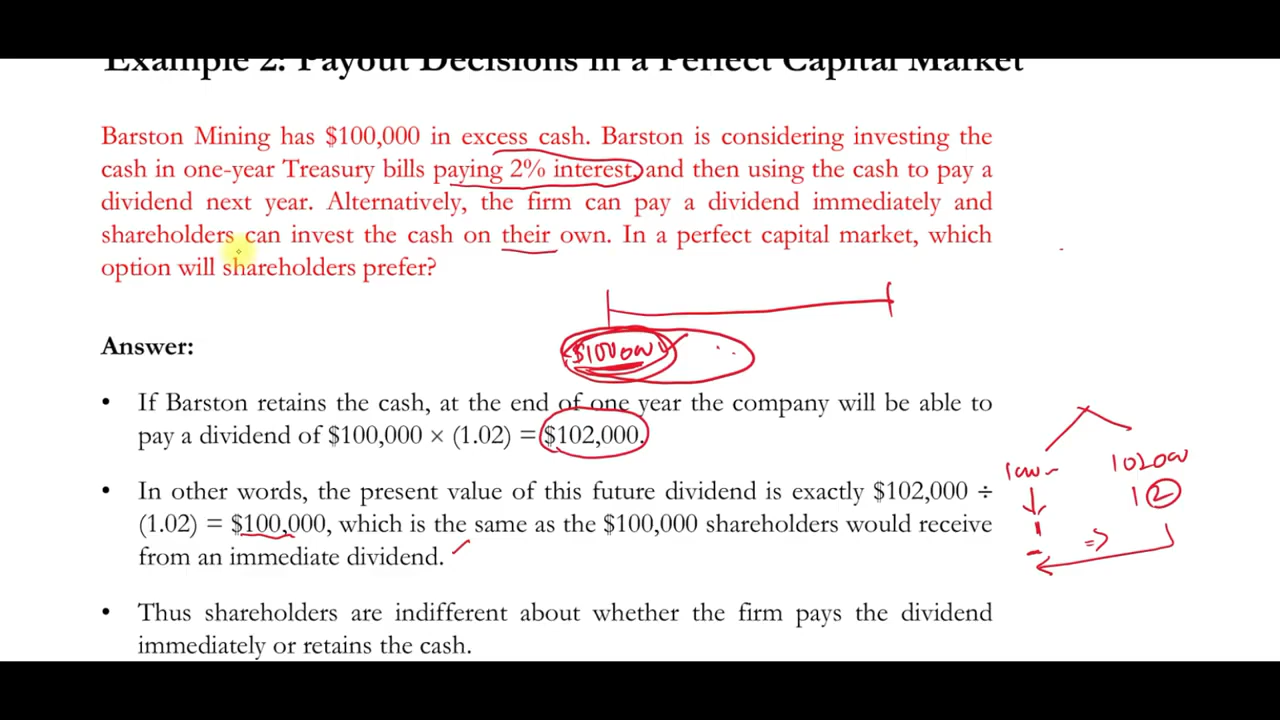 Example 2: Payout Decisions in a Perfect Capital Market
Barston Mining has $100,000 in excess cash. Barston is considering investing the
cash in one-year Treasury bills paying 2% interest, and then using the cash to pay a
dividend next year. Alternatively, the firm can pay a dividend immediately and
shareholders can invest the cash on their own. In a perfect capital market, which
option will shareholders prefer?
Answer:
• If Barston retains the cash, at the end of one year the company will be able to
pay a dividend of $100,000 × (1.02) = $102,000.
• In other words, the present value of this future dividend is exactly $102,000 ÷
(1.02) = $100,000, which is the same as the $100,000 shareholders would receive
from an immediate dividend.
• Thus shareholders are indifferent about whether the firm pays the dividend
immediately or retains the cash.